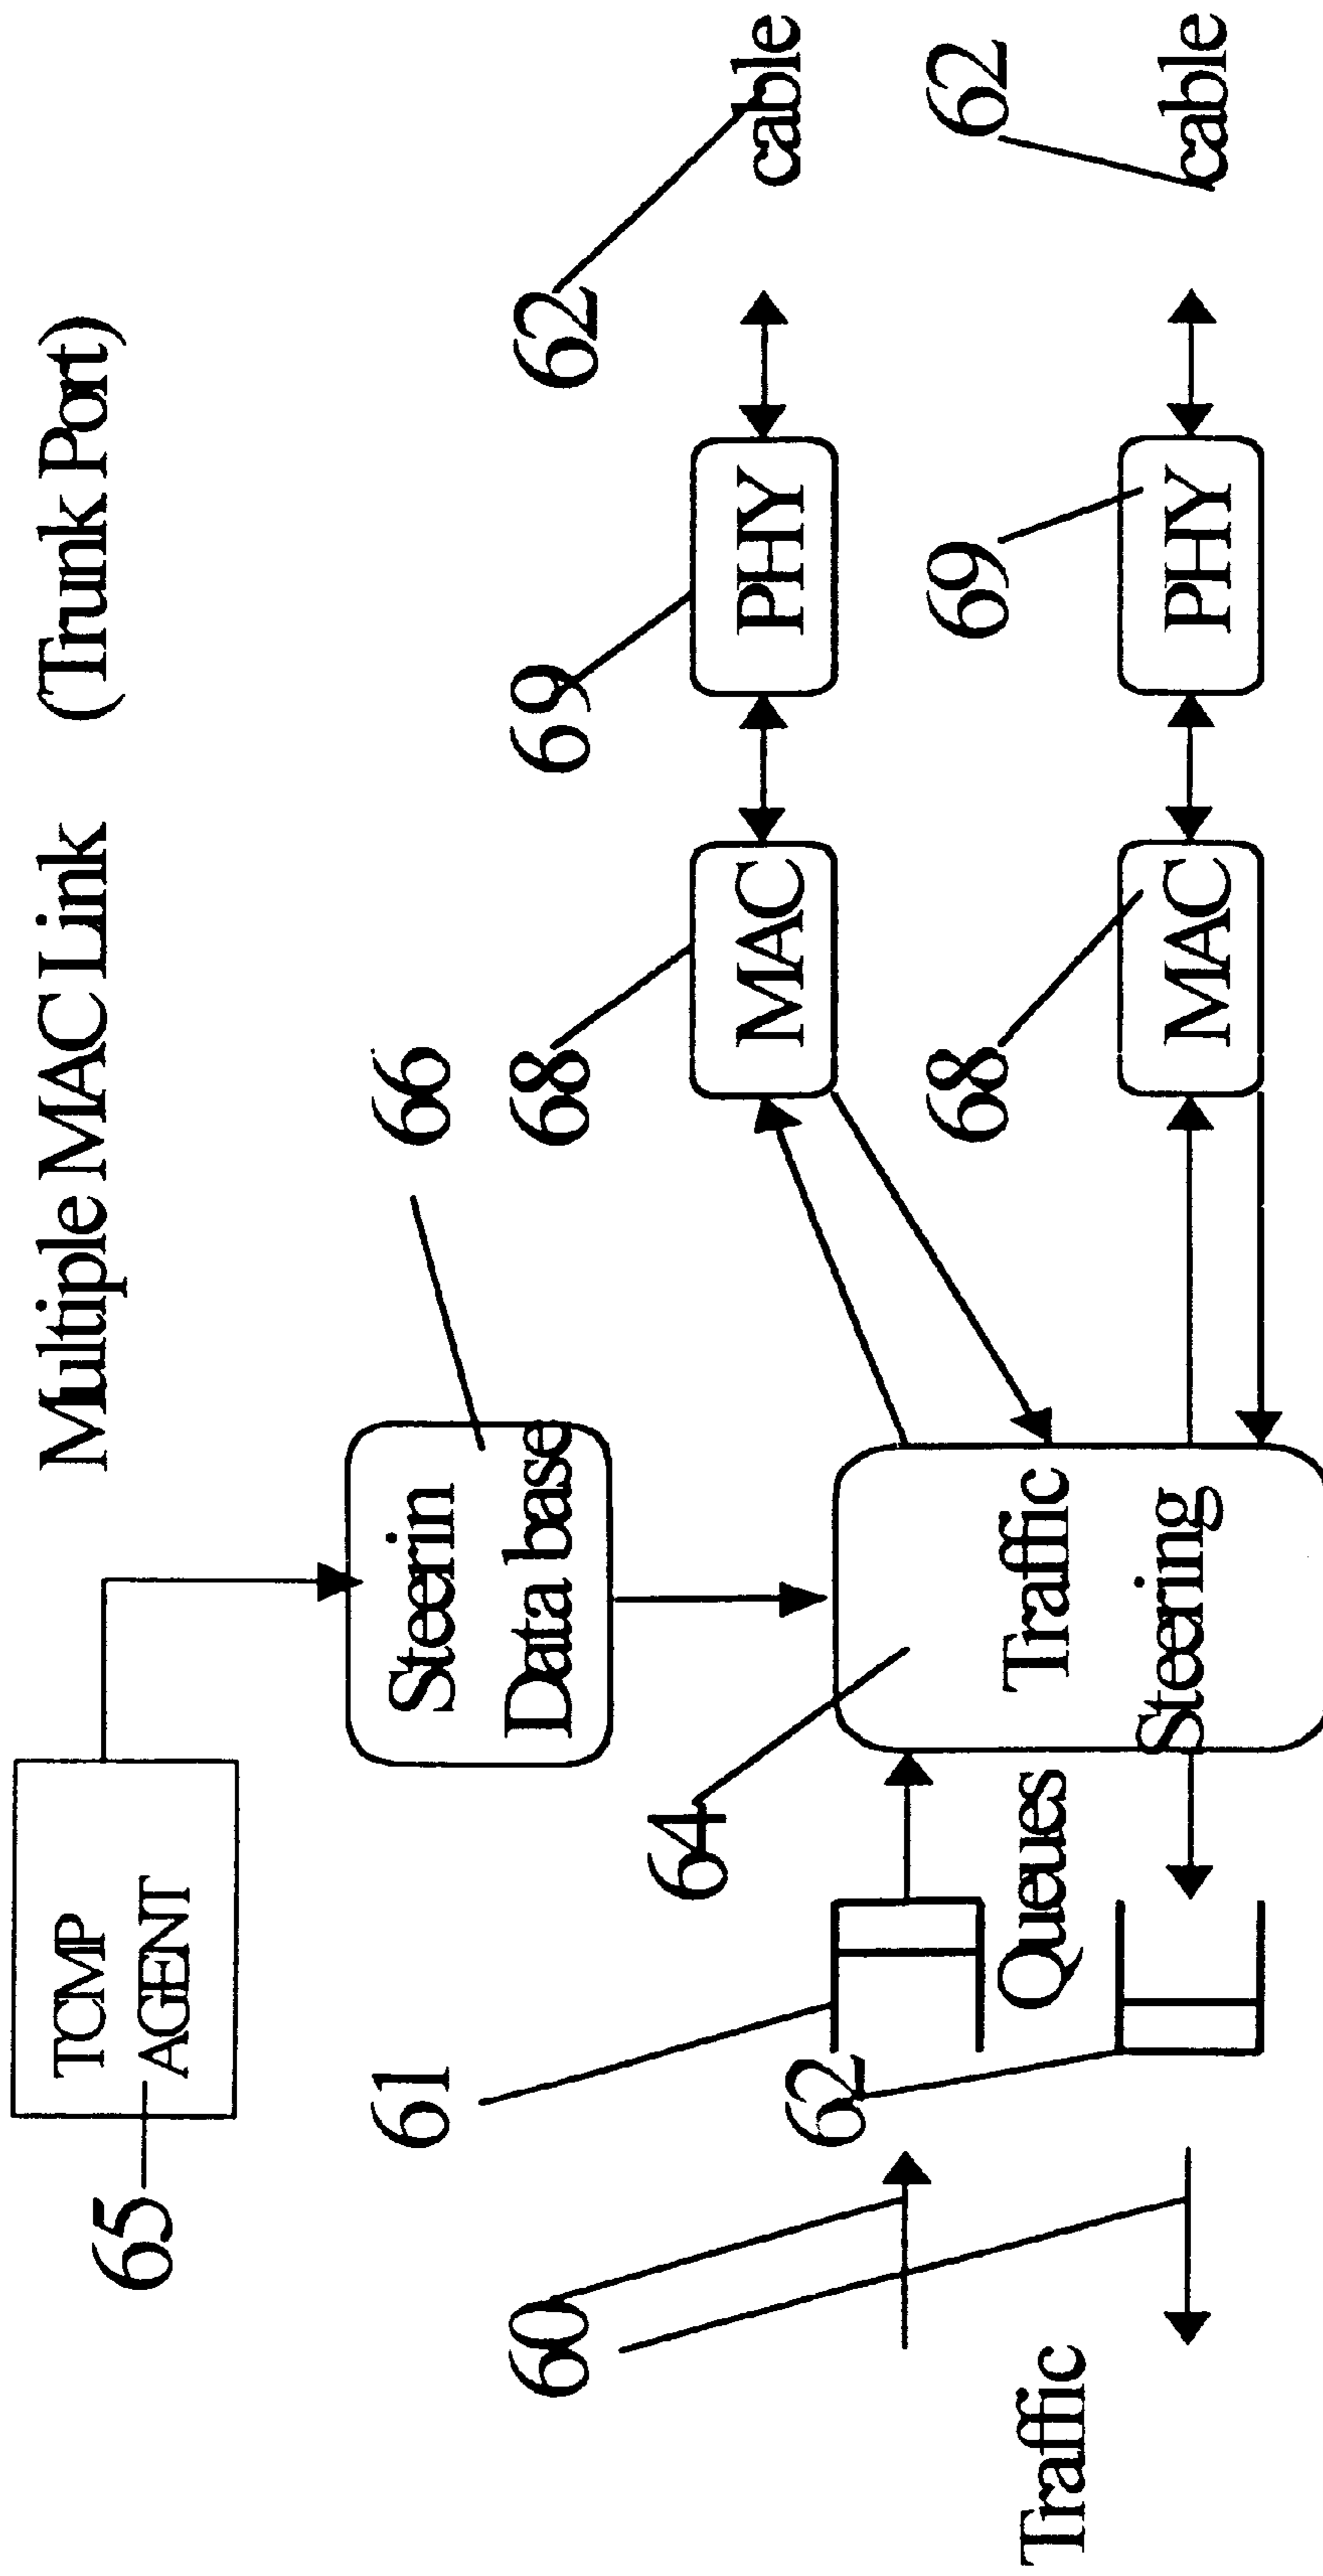 Multiple MAC Link (Trunk Port)
TCMP
AGENT
65
66
Steerin
Data base
61
60
64
68
69
62
MAC
PHY
cable
62
Queues
Traffic
Traffic
Steering
68
69
62
MAC
PHY
cable